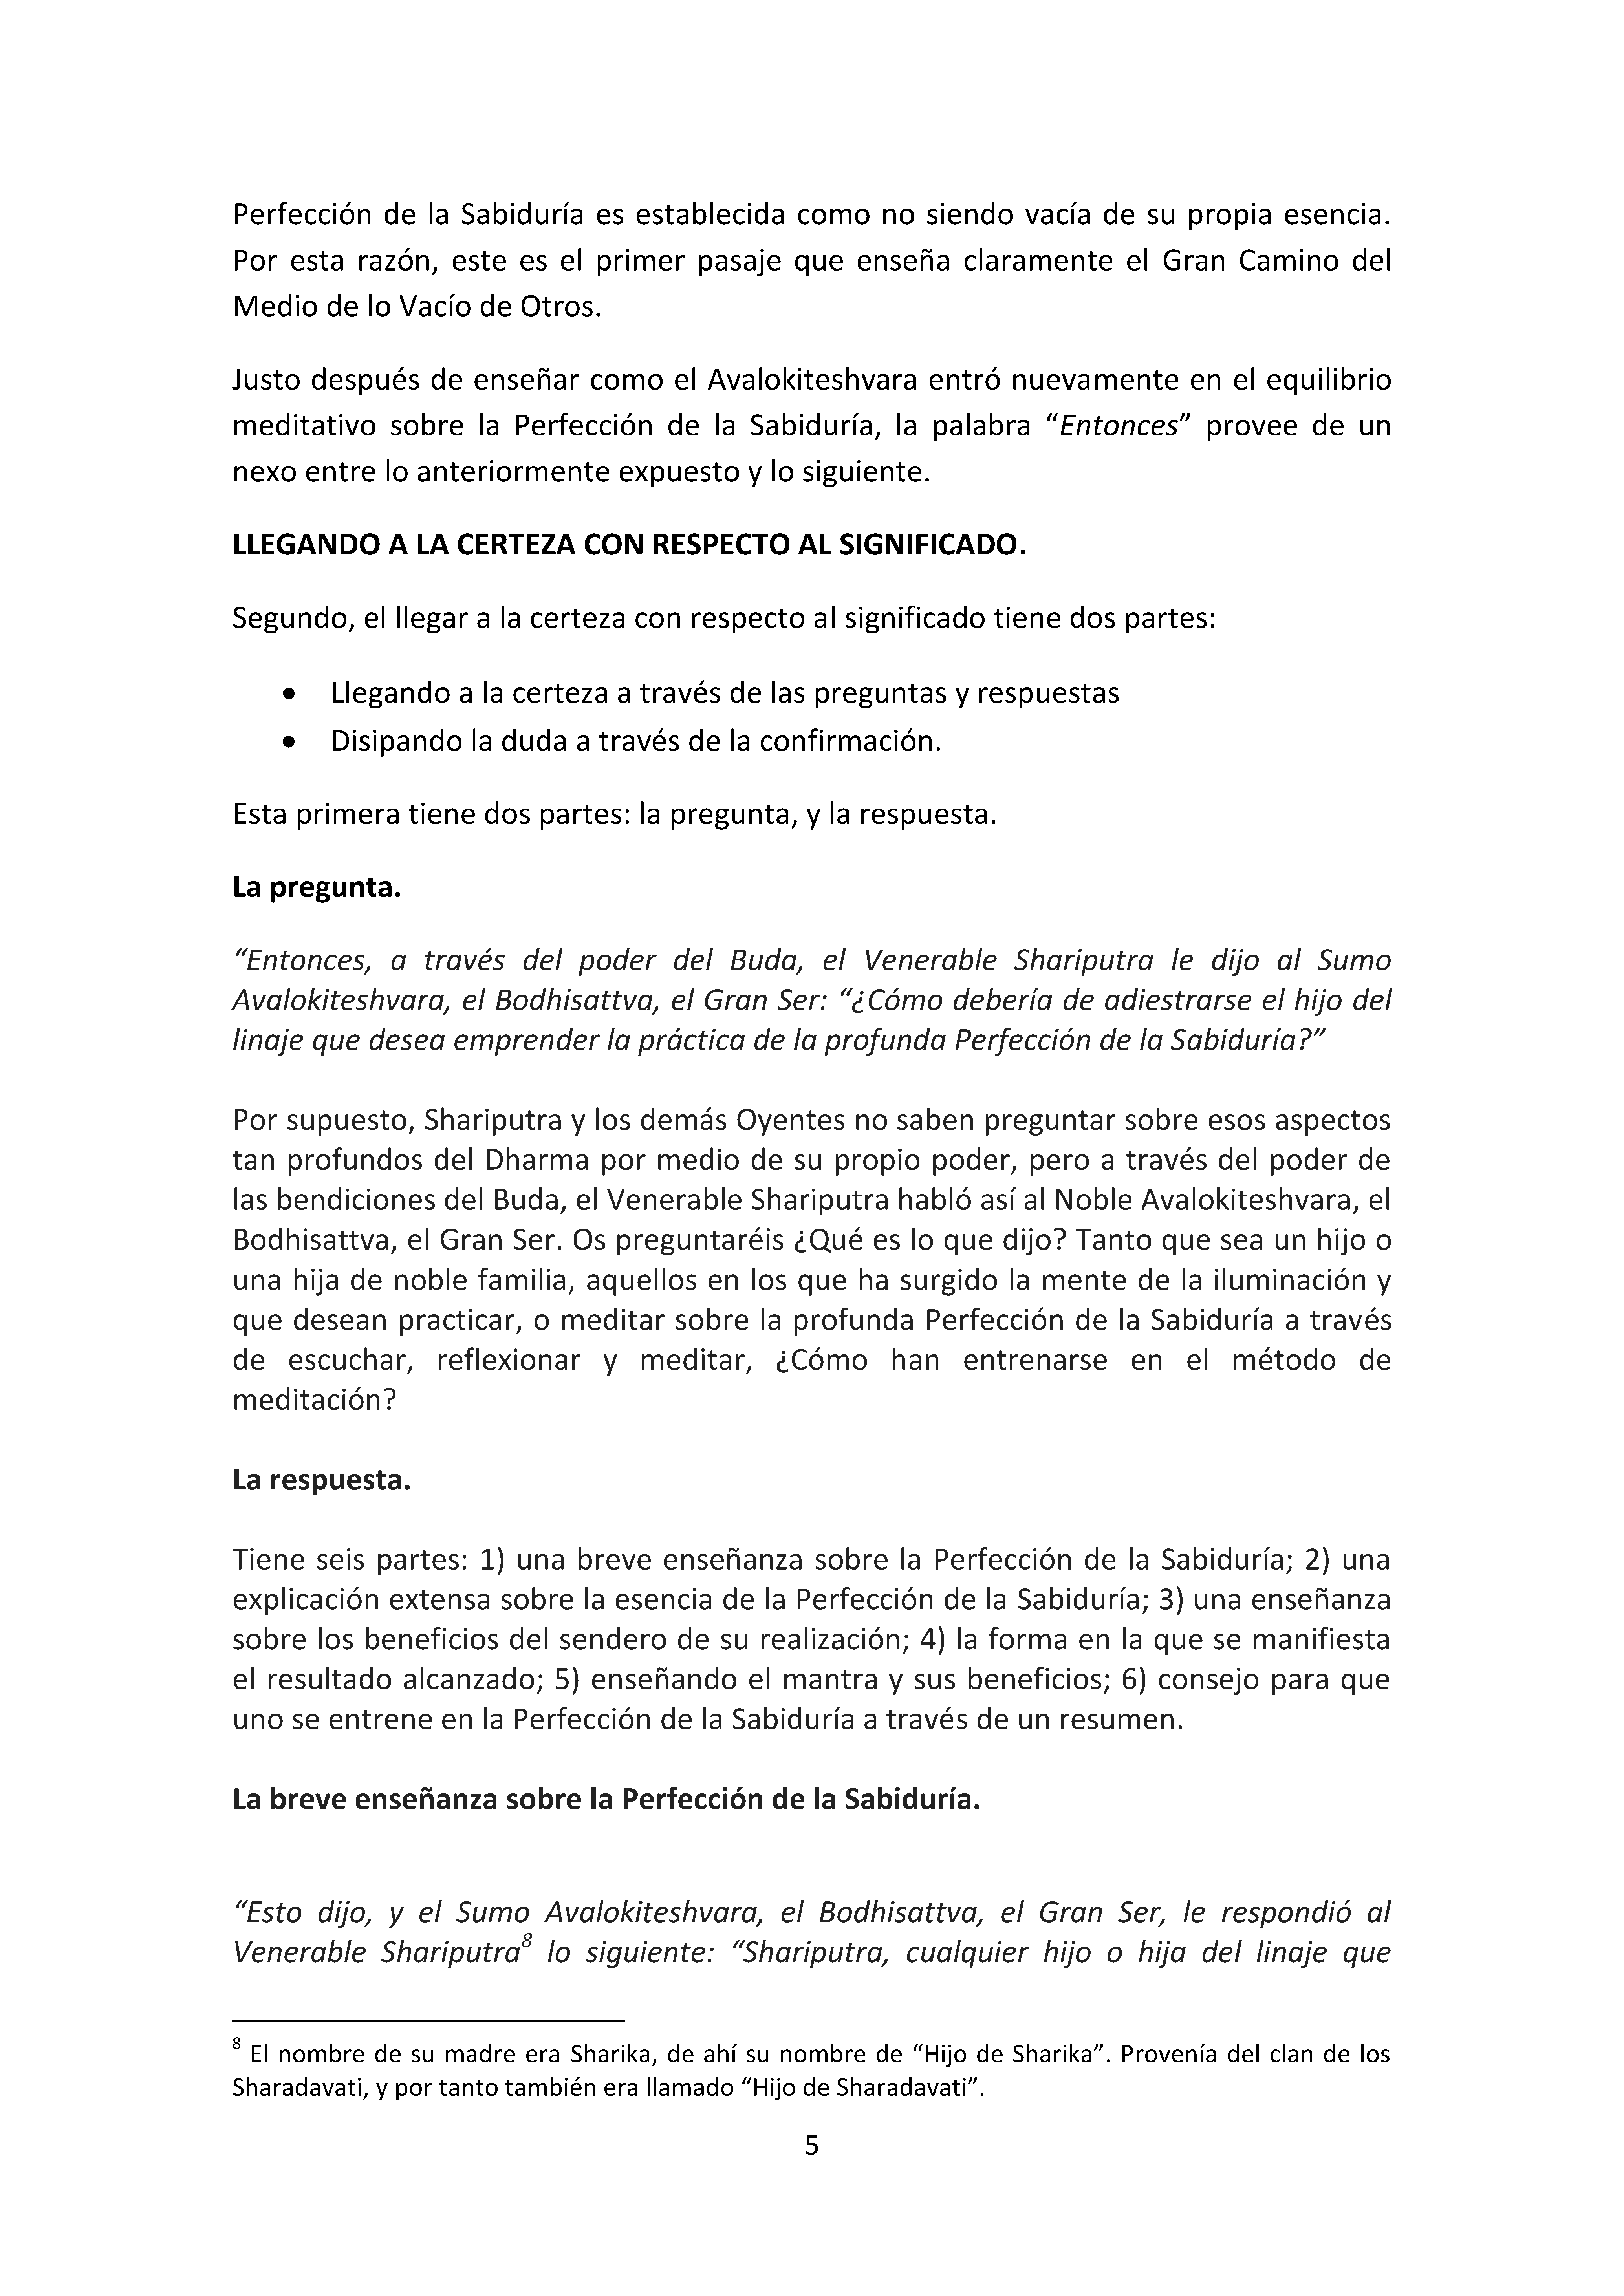 Perfección de la Sabiduría es establecida como no siendo vacía de su propia esencia.
Por esta razón, este es el primer pasaje que enseña claramente el Gran Camino del
Medio de lo Vacío de Otros.
Justo después de enseñar como el Avalokiteshvara entró nuevamente en el equilibrio
meditativo sobre la Perfección de la Sabiduría, la palabra “Entonces” provee de un
nexo entre lo anteriormente expuesto y lo siguiente.
LLEGANDO A LA CERTEZA CON RESPECTO AL SIGNIFICADO.
Segundo, el llegar a la certeza con respecto al significado tiene dos partes:
• Llegando a la certeza a través de las preguntas y respuestas
• Disipando la duda a través de la confirmación.
Esta primera tiene dos partes: la pregunta, y la respuesta.
La pregunta.
“Entonces, a través del poder del Buda, el Venerable Shariputra le dijo al Sumo
Avalokiteshvara, el Bodhisattva, el Gran Ser: “¿Cómo debería de adiestrarse el hijo del
linaje que desea emprender la práctica de la profunda Perfección de la Sabiduría?”
Por supuesto, Shariputra y los demás Oyentes no saben preguntar sobre esos aspectos
tan profundos del Dharma por medio de su propio poder, pero a través del poder de
las bendiciones del Buda, el Venerable Shariputra habló así al Noble Avalokiteshvara, el
Bodhisattva, el Gran Ser. Os preguntaréis ¿Qué es lo que dijo? Tanto que sea un hijo o
una hija de noble familia, aquellos en los que ha surgido la mente de la iluminación y
que desean practicar, o meditar sobre la profunda Perfección de la Sabiduría a través
de escuchar, reflexionar y meditar, ¿Cómo han entrenarse en el método de
meditación?
La respuesta.
Tiene seis partes: 1) una breve enseñanza sobre la Perfección de la Sabiduría; 2) una
explicación extensa sobre la esencia de la Perfección de la Sabiduría; 3) una enseñanza
sobre los beneficios del sendero de su realización; 4) la forma en la que se manifiesta
el resultado alcanzado; 5) enseñando el mantra y sus beneficios; 6) consejo para que
uno se entrene en la Perfección de la Sabiduría a través de un resumen.
La breve enseñanza sobre la Perfección de la Sabiduría.
“Esto dijo, y el Sumo Avalokiteshvara, el Bodhisattva, el Gran Ser, le respondió al
Venerable Shariputra8 lo siguiente: “Shariputra, cualquier hijo o hija del linaje que
8 El nombre de su madre era Sharika, de ahí su nombre de “Hijo de Sharika”. Provenía del clan de los
Sharadavati, y por tanto también era llamado “Hijo de Sharadavati”.
5